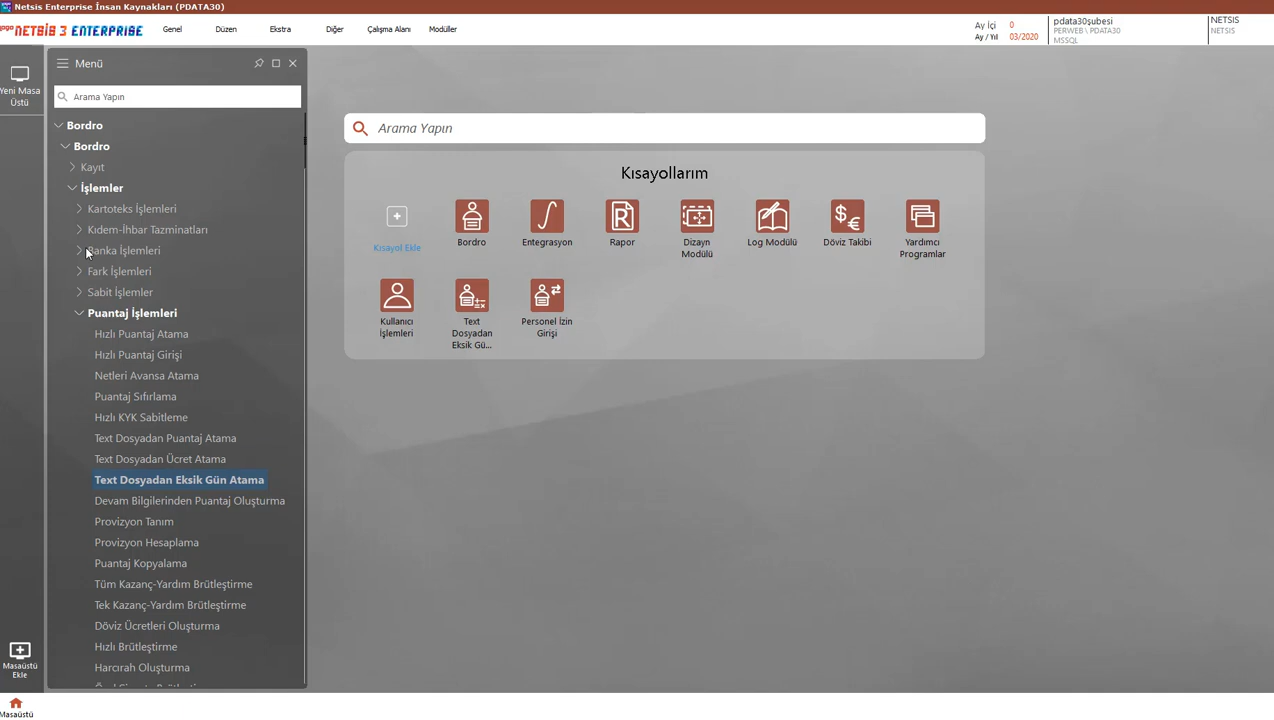 Netsis Enterprise İnsan Kaynakları (PDATA30)
logo NETSİS 3 ENTERPRISE
Genel
Düzen
Ekstra
Diğer
Çalışma Alanı
Modüller
Ay İçi 0
Ay / Yıl 03/2020
pdata30şubesi
PERWEB \ PDATA30
MSSQL
NETSIS
NETSIS
Yeni Masa
Üstü
Menü
Arama Yapın
Bordro
Bordro
Kayıt
İşlemler
Kartoteks İşlemleri
Kıdem-İhbar Tazminatları
Banka İşlemleri
Fark İşlemleri
Sabit İşlemler
Puantaj İşlemleri
Hızlı Puantaj Atama
Hızlı Puantaj Girişi
Netleri Avansa Atama
Puantaj Sıfırlama
Hızlı KYK Sabitleme
Text Dosyadan Puantaj Atama
Text Dosyadan Ücret Atama
Text Dosyadan Eksik Gün Atama
Devam Bilgilerinden Puantaj Oluşturma
Provizyon Tanım
Provizyon Hesaplama
Puantaj Kopyalama
Tüm Kazanç-Yardım Brütleştirme
Tek Kazanç-Yardım Brütleştirme
Döviz Ücretleri Oluşturma
Hızlı Brütleştirme
Harcırah Oluşturma
Arama Yapın
Kısayollarım
Kısayol Ekle
Bordro
Entegrasyon
Rapor
Dizayn
Modülü
Log Modülü
Döviz Takibi
Yardımcı
Programlar
Kullanıcı
İşlemleri
Text
Dosyadan
Eksik Gü...
Personel İzin
Girişi
Masaüstü
Ekle
Masaüstü